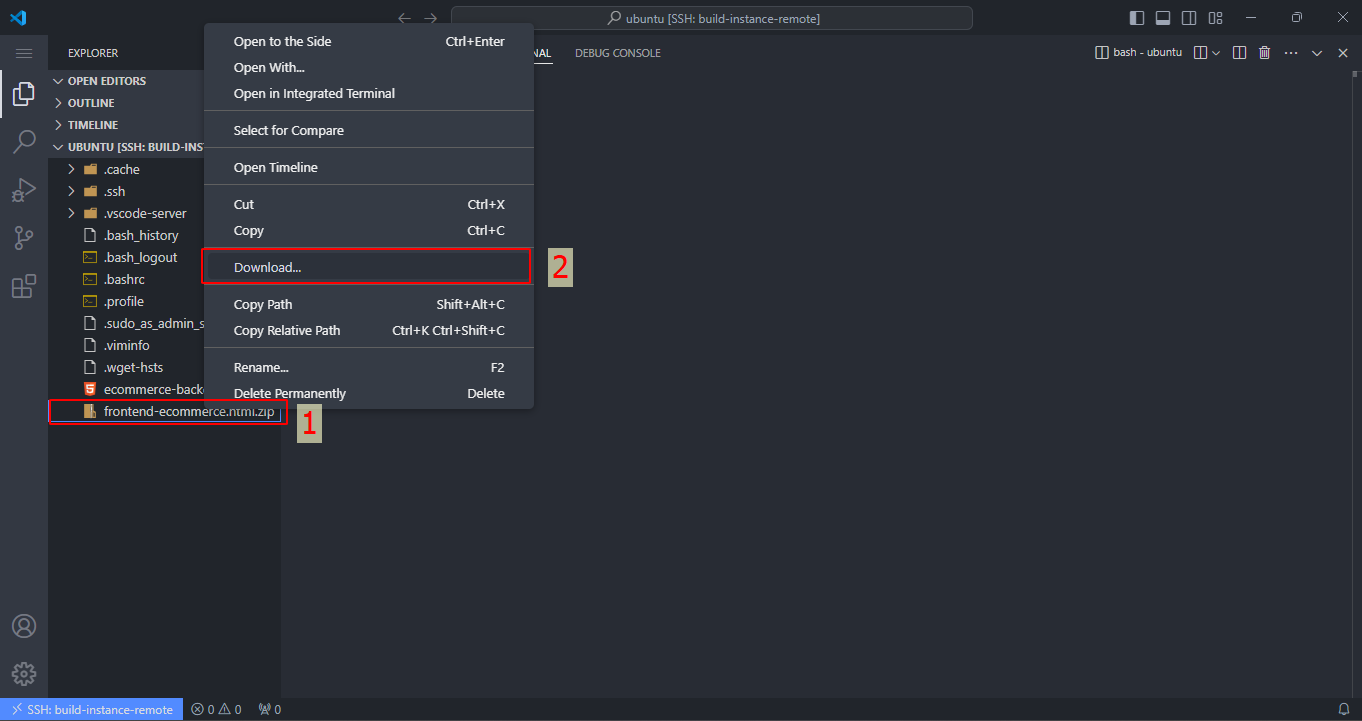 ubuntu [SSH: build-instance-remote]
EXPLORER
NAL
DEBUG CONSOLE
bash - ubuntu
OPEN EDITORS
OUTLINE
TIMELINE
UBUNTU [SSH: BUILD-INS
.cache
.ssh
.vscode-server
.bash_history
.bash_logout
.bashrc
.profile
.sudo_as_admin_s
.viminfo
.wget-hsts
ecommerce-backe
frontend-ecommerce.html.zip
1
Open to the Side Ctrl+Enter
Open With...
Open in Integrated Terminal
Select for Compare
Open Timeline
Cut Ctrl+X
Copy Ctrl+C
Download...
2
Copy Path Shift+Alt+C
Copy Relative Path Ctrl+K Ctrl+Shift+C
Rename... F2
Delete Permanently Delete
SSH: build-instance-remote
0 0 0